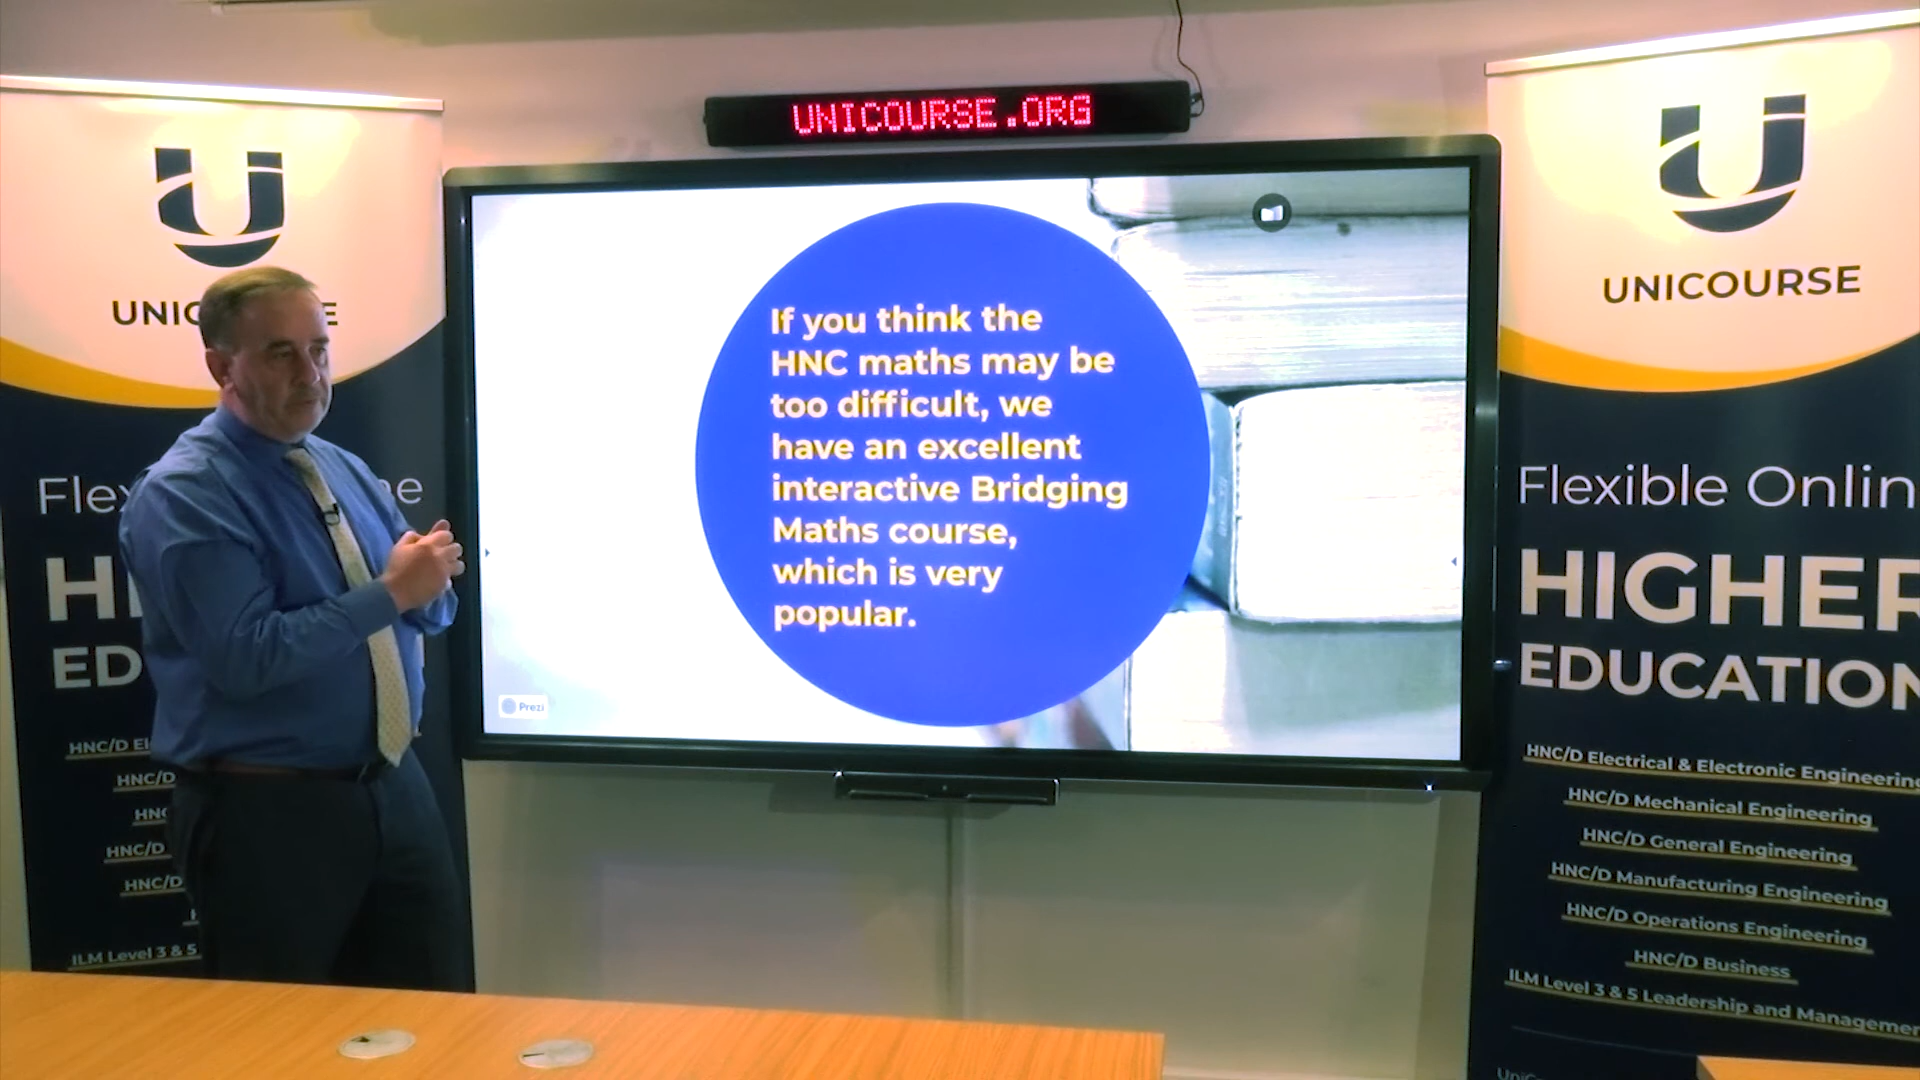 UNICOURSE.ORG
UNIC E
Flex ne
HI
ED
HNC/D El
HNC/D
HNC
HNC/D
HNC/D
H
ILM Level 3 & 5
If you think the
HNC maths may be
too difficult, we
have an excellent
interactive Bridging
Maths course,
which is very
popular.
Prezi
UNICOURSE
Flexible Onlin
HIGHER
EDUCATION
HNC/D Electrical & Electronic Engineering
HNC/D Mechanical Engineering
HNC/D General Engineering
HNC/D Manufacturing Engineering
HNC/D Operations Engineering
HNC/D Business
ILM Level 3 & 5 Leadership and Managemen